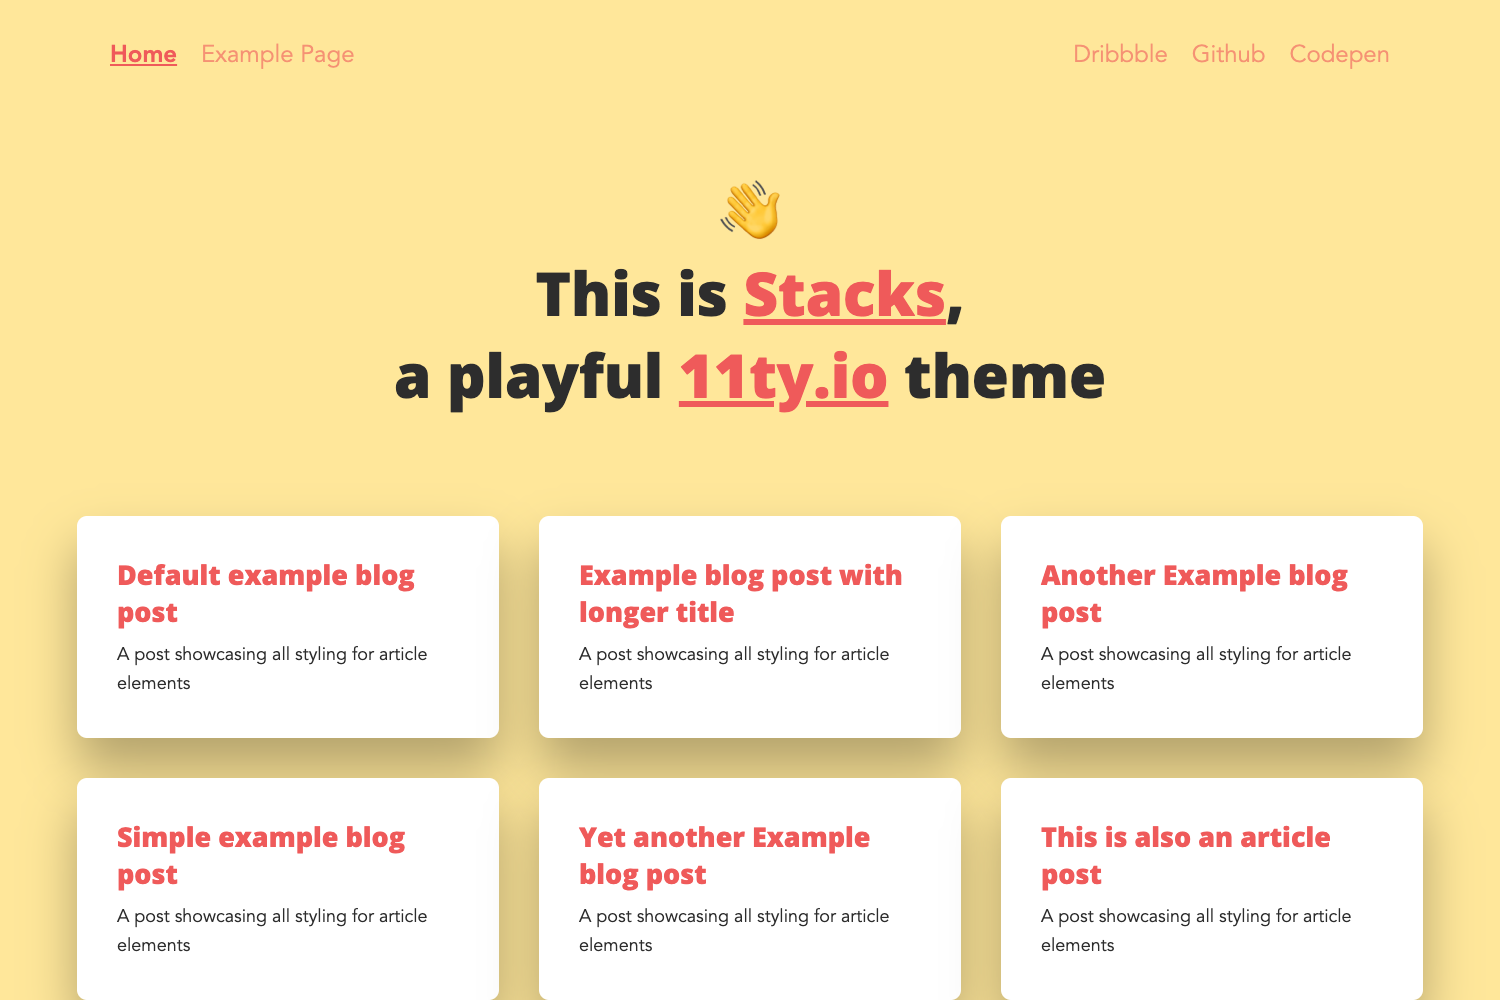 Home Example Page Dribbble Github Codepen
This is Stacks,
a playful 11ty.io theme
Default example blog
post
A post showcasing all styling for article
elements
Example blog post with
longer title
A post showcasing all styling for article
elements
Another Example blog
post
A post showcasing all styling for article
elements
Simple example blog
post
A post showcasing all styling for article
elements
Yet another Example
blog post
A post showcasing all styling for article
elements
This is also an article
post
A post showcasing all styling for article
elements